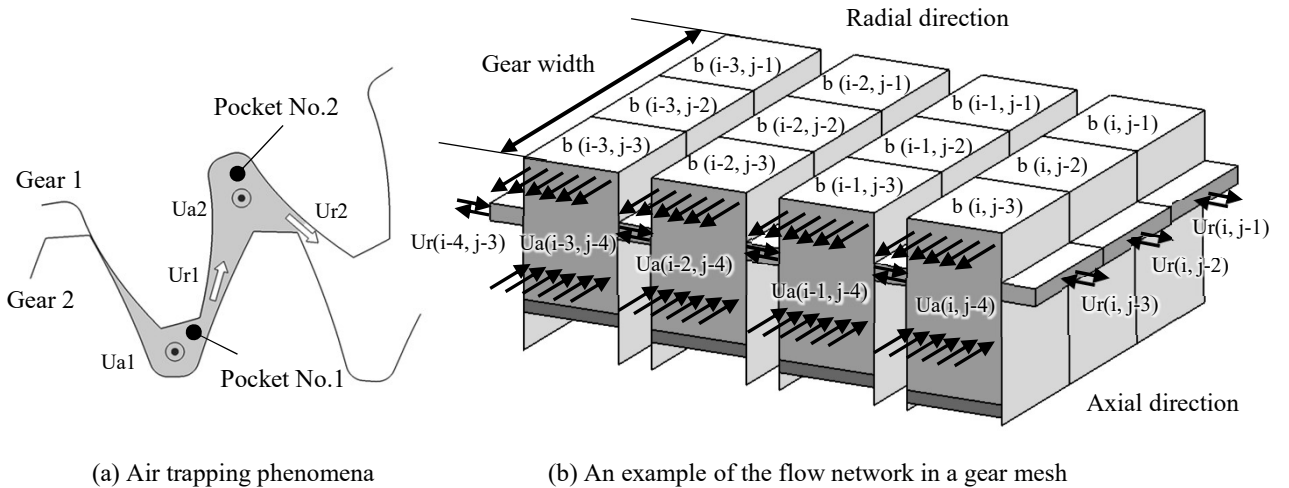 Pocket No.2
Gear 1
Ua2
Ur2
Ur1
Gear 2
Ua1
Pocket No.1
(a) Air trapping phenomena
Radial direction
Gear width
b (i-3, j-1)
b (i-2, j-1)
b (i-1, j-1)
b (i, j-1)
b (i-3, j-2)
b (i-2, j-2)
b (i-1, j-2)
b (i, j-2)
b (i-3, j-3)
b (i-2, j-3)
b (i-1, j-3)
b (i, j-3)
Ur(i-4, j-3)
Ua(i-3, j-4)
Ua(i-2, j-4)
Ua(i-1, j-4)
Ua(i, j-4)
Ur(i, j-1)
Ur(i, j-2)
Ur(i, j-3)
Axial direction
(b) An example of the flow network in a gear mesh